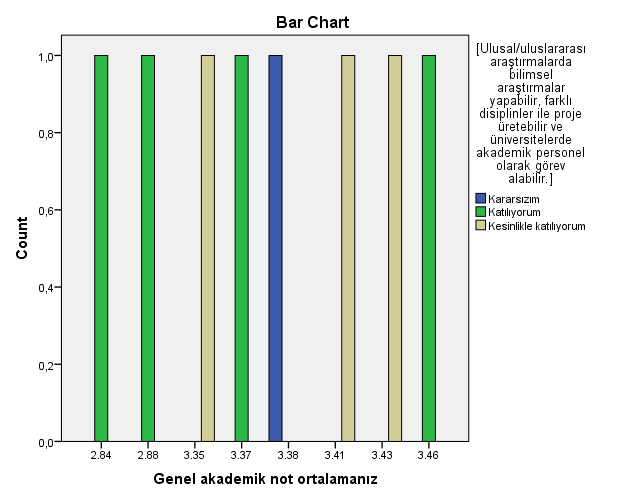 Bar Chart
[Ulusal/uluslararası
araştırmalarda
bilimsel
araştırmalar
yapabilir, farklı
disiplinler ile proje
üretebilir ve
üniversitelerde
akademik personel
olarak görev
alabilir.]
Kararsızım
Katılıyorum
Kesinlikle katılıyorum
Count
1,0
0,8
0,6
0,4
0,2
0,0
2.84 2.88 3.35 3.37 3.38 3.41 3.43 3.46
Genel akademik not ortalamanız